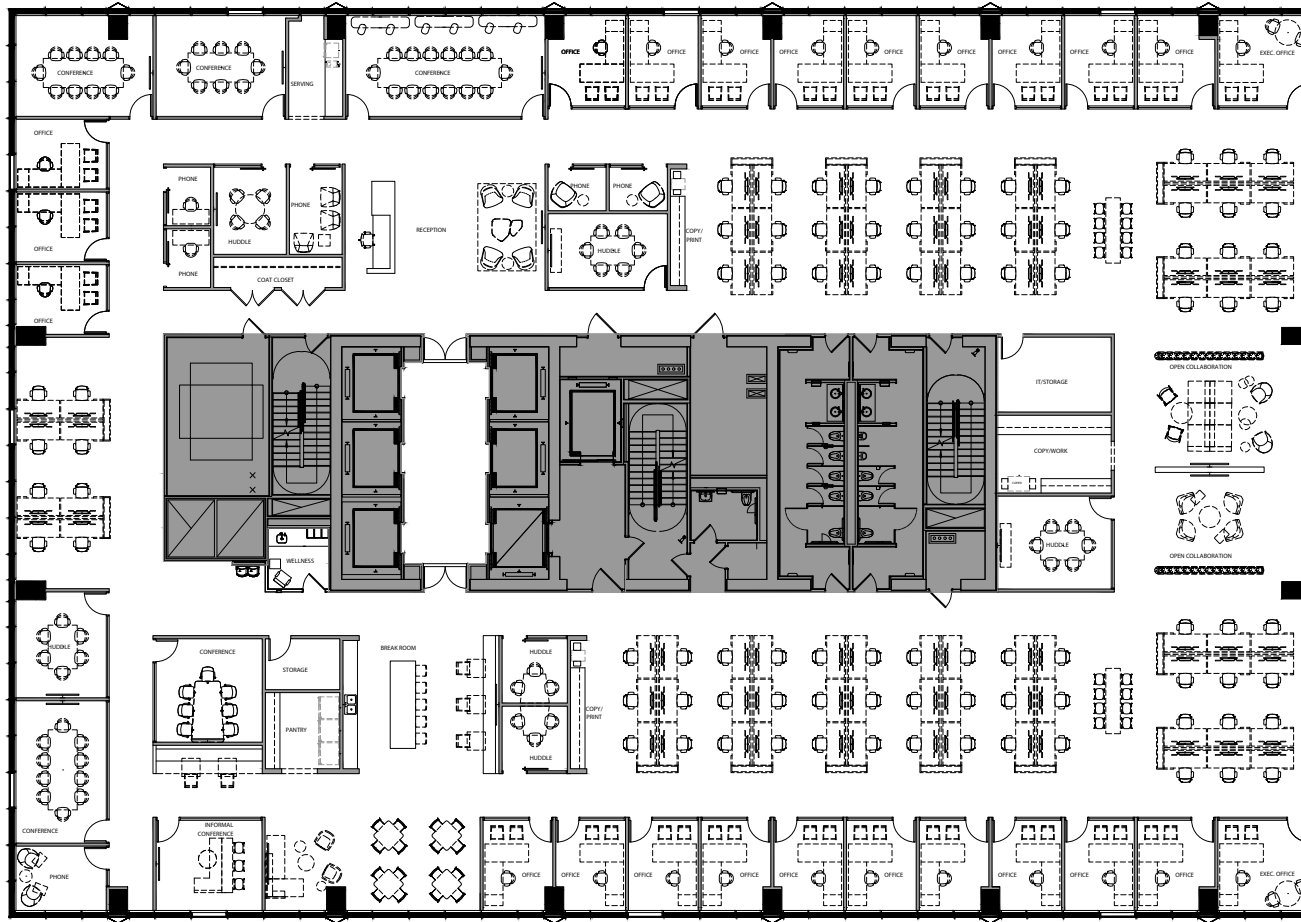 CONFERENCE
CONFERENCE
SERVING
CONFERENCE
OFFICE
OFFICE
OFFICE
OFFICE
OFFICE
OFFICE
OFFICE
OFFICE
OFFICE
EXEC. OFFICE
OFFICE
OFFICE
OFFICE
PHONE
PHONE
HUDDLE
PHONE
COAT CLOSET
RECEPTION
PHONE
PHONE
HUDDLE
COPY/
PRINT
IT/STORAGE
COPY/WORK
HUDDLE
OPEN COLLABORATION
OPEN COLLABORATION
WELLNESS
HUDDLE
CONFERENCE
PHONE
CONFERENCE
STORAGE
PANTRY
BREAK ROOM
HUDDLE
HUDDLE
COPY/
PRINT
INFORMAL
CONFERENCE
OFFICE
OFFICE
OFFICE
OFFICE
OFFICE
OFFICE
OFFICE
OFFICE
OFFICE
OFFICE
EXEC. OFFICE